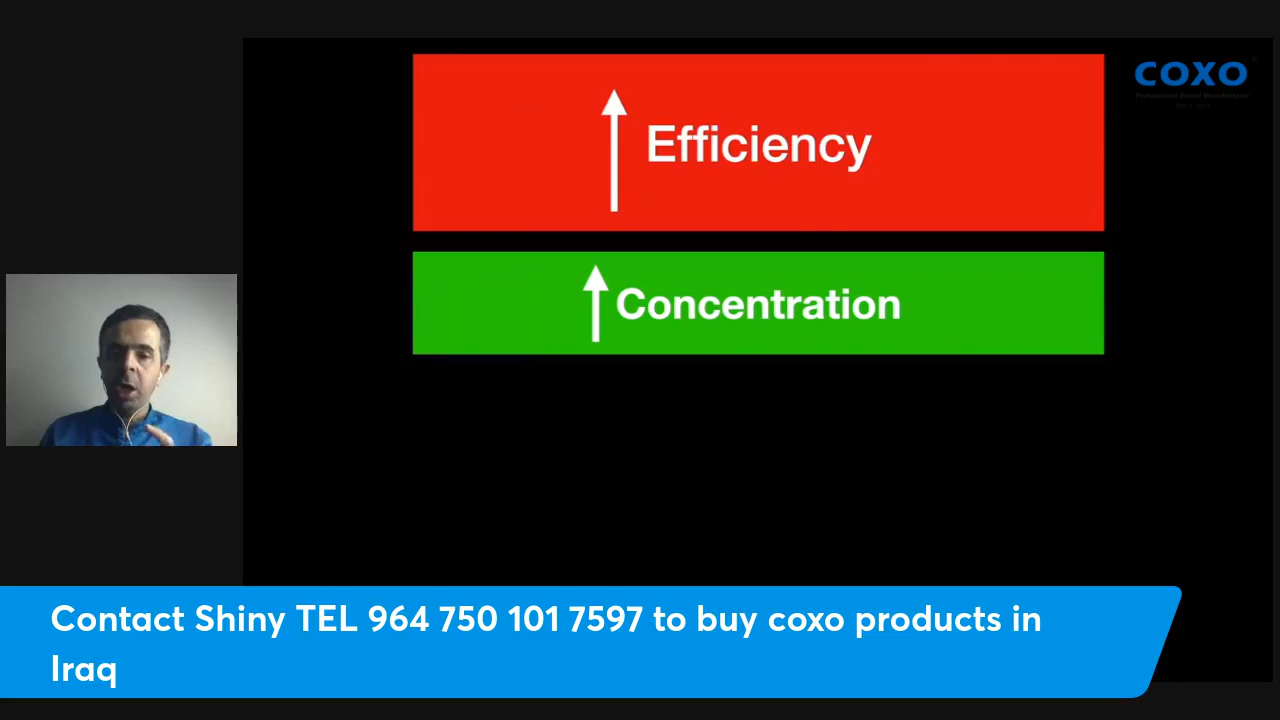 Efficiency
COXO
Concentration
Contact Shiny TEL 964 750 101 7597 to buy coxo products in
Iraq